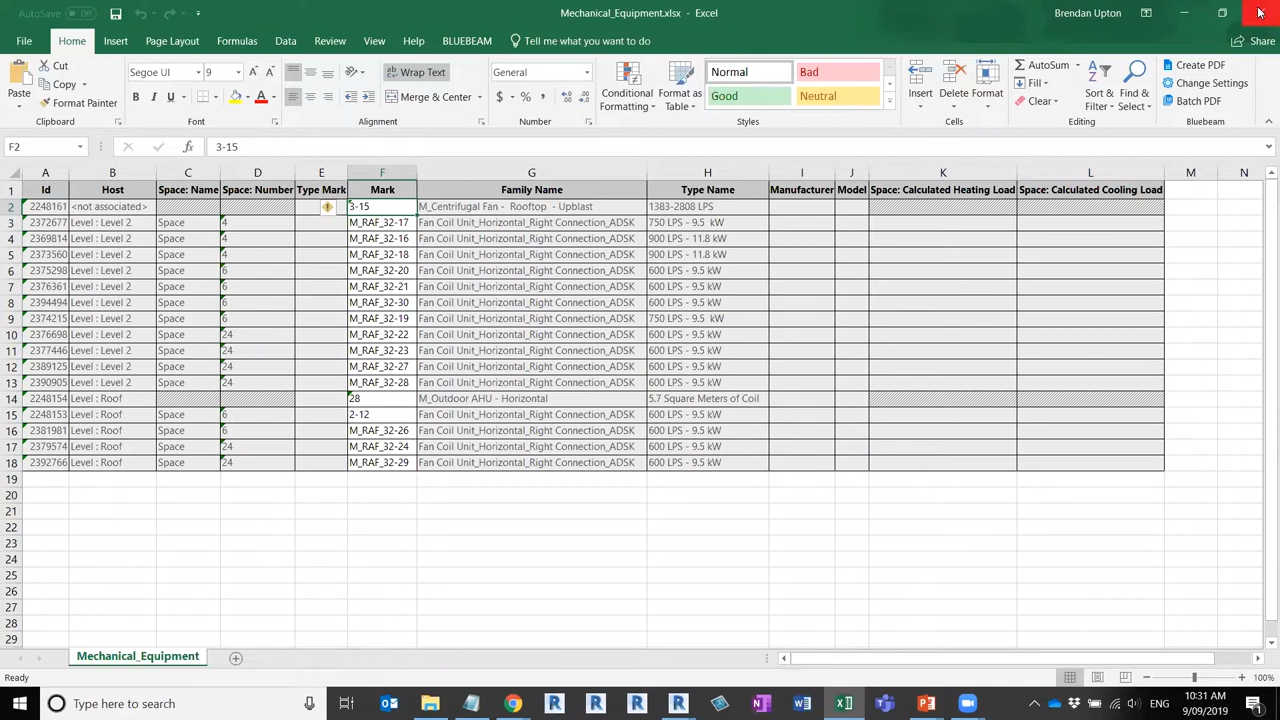 AutoSave Off Mechanical_Equipment.xlsx - Excel Brendan Upton
File Home Insert Page Layout Formulas Data Review View Help BLUEBEAM Tell me what you want to do Share
Paste Cut Copy Format Painter Clipboard
Segoe UI 9 B I U A Font
Wrap Text Merge & Center Alignment
General $ % , Number
Conditional Formatting Format as Table Normal Bad Good Neutral Styles
Insert Delete Format Cells
AutoSum Fill Clear Sort & Filter Find & Select Editing
Create PDF Change Settings Batch PDF Bluebeam
F2 fx 3-15
A B C D E F G H I J K L M N
1 Id Host Space: Name Space: Number Type Mark Mark Family Name Type Name Manufacturer Model Space: Calculated Heating Load Space: Calculated Cooling Load
2 2248161 <not associated> 3-15 M_Centrifugal Fan - Rooftop - Upblast 1383-2808 LPS
3 2372677 Level : Level 2 Space 4 M_RAF_32-17 Fan Coil Unit_Horizontal_Right Connection_ADSK 750 LPS - 9.5 kW
4 2369814 Level : Level 2 Space 4 M_RAF_32-16 Fan Coil Unit_Horizontal_Right Connection_ADSK 900 LPS - 11.8 kW
5 2373560 Level : Level 2 Space 4 M_RAF_32-18 Fan Coil Unit_Horizontal_Right Connection_ADSK 900 LPS - 11.8 kW
6 2375298 Level : Level 2 Space 6 M_RAF_32-20 Fan Coil Unit_Horizontal_Right Connection_ADSK 600 LPS - 9.5 kW
7 2376361 Level : Level 2 Space 6 M_RAF_32-21 Fan Coil Unit_Horizontal_Right Connection_ADSK 600 LPS - 9.5 kW
8 2394494 Level : Level 2 Space 6 M_RAF_32-30 Fan Coil Unit_Horizontal_Right Connection_ADSK 600 LPS - 9.5 kW
9 2374215 Level : Level 2 Space 6 M_RAF_32-19 Fan Coil Unit_Horizontal_Right Connection_ADSK 750 LPS - 9.5 kW
10 2376698 Level : Level 2 Space 24 M_RAF_32-22 Fan Coil Unit_Horizontal_Right Connection_ADSK 600 LPS - 9.5 kW
11 2377446 Level : Level 2 Space 24 M_RAF_32-23 Fan Coil Unit_Horizontal_Right Connection_ADSK 600 LPS - 9.5 kW
12 2389125 Level : Level 2 Space 24 M_RAF_32-27 Fan Coil Unit_Horizontal_Right Connection_ADSK 600 LPS - 9.5 kW
13 2390905 Level : Level 2 Space 24 M_RAF_32-28 Fan Coil Unit_Horizontal_Right Connection_ADSK 600 LPS - 9.5 kW
14 2248154 Level : Roof 28 M_Outdoor AHU - Horizontal 5.7 Square Meters of Coil
15 2248153 Level : Roof Space 6 2-12 Fan Coil Unit_Horizontal_Right Connection_ADSK 600 LPS - 9.5 kW
16 2381981 Level : Roof Space 6 M_RAF_32-26 Fan Coil Unit_Horizontal_Right Connection_ADSK 600 LPS - 9.5 kW
17 2379574 Level : Roof Space 24 M_RAF_32-24 Fan Coil Unit_Horizontal_Right Connection_ADSK 600 LPS - 9.5 kW
18 2392766 Level : Roof Space 24 M_RAF_32-29 Fan Coil Unit_Horizontal_Right Connection_ADSK 600 LPS - 9.5 kW
19
20
21
22
23
24
25
26
27
28
29
Mechanical_Equipment
Ready 100%
Type here to search ENG 10:31 AM
9/09/2019